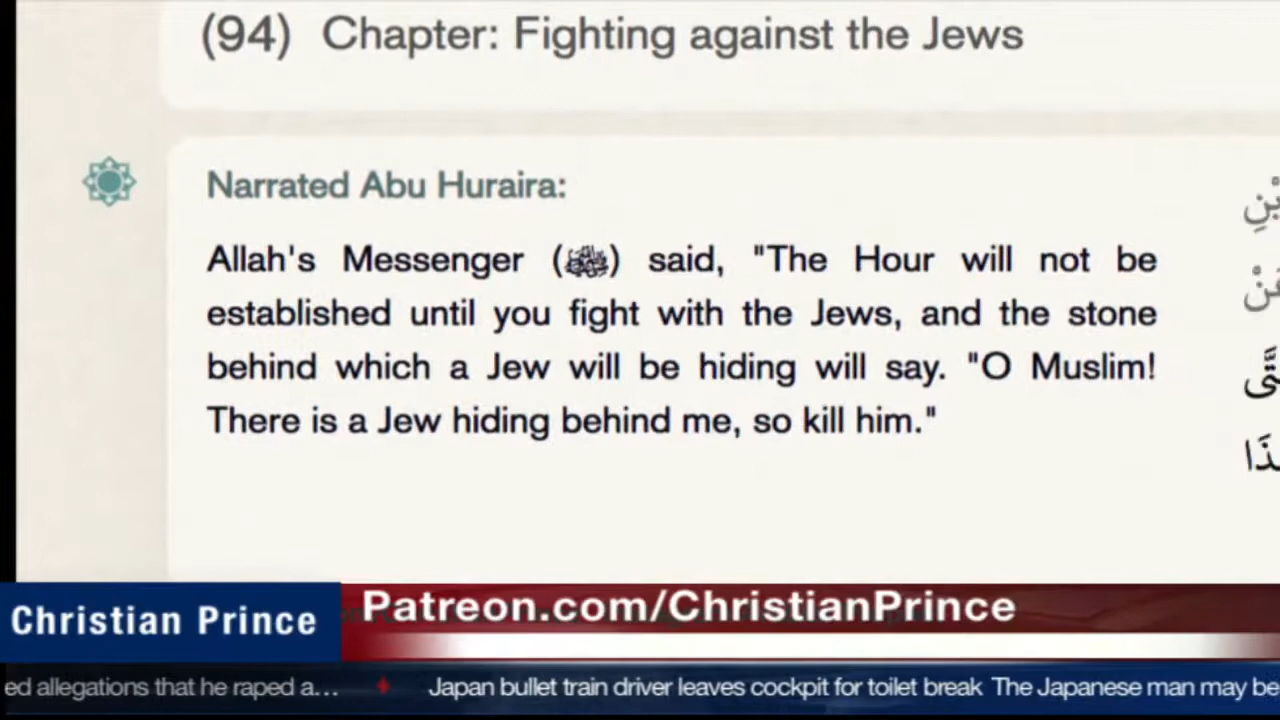 (94) Chapter: Fighting against the Jews
Narrated Abu Huraira:
Allah's Messenger (ﷺ) said, "The Hour will not be
established until you fight with the Jews, and the stone
behind which a Jew will be hiding will say. "O Muslim!
There is a Jew hiding behind me, so kill him."
Christian Prince
Patreon.com/ChristianPrince
ed allegations that he raped a... Japan bullet train driver leaves cockpit for toilet break The Japanese man may be